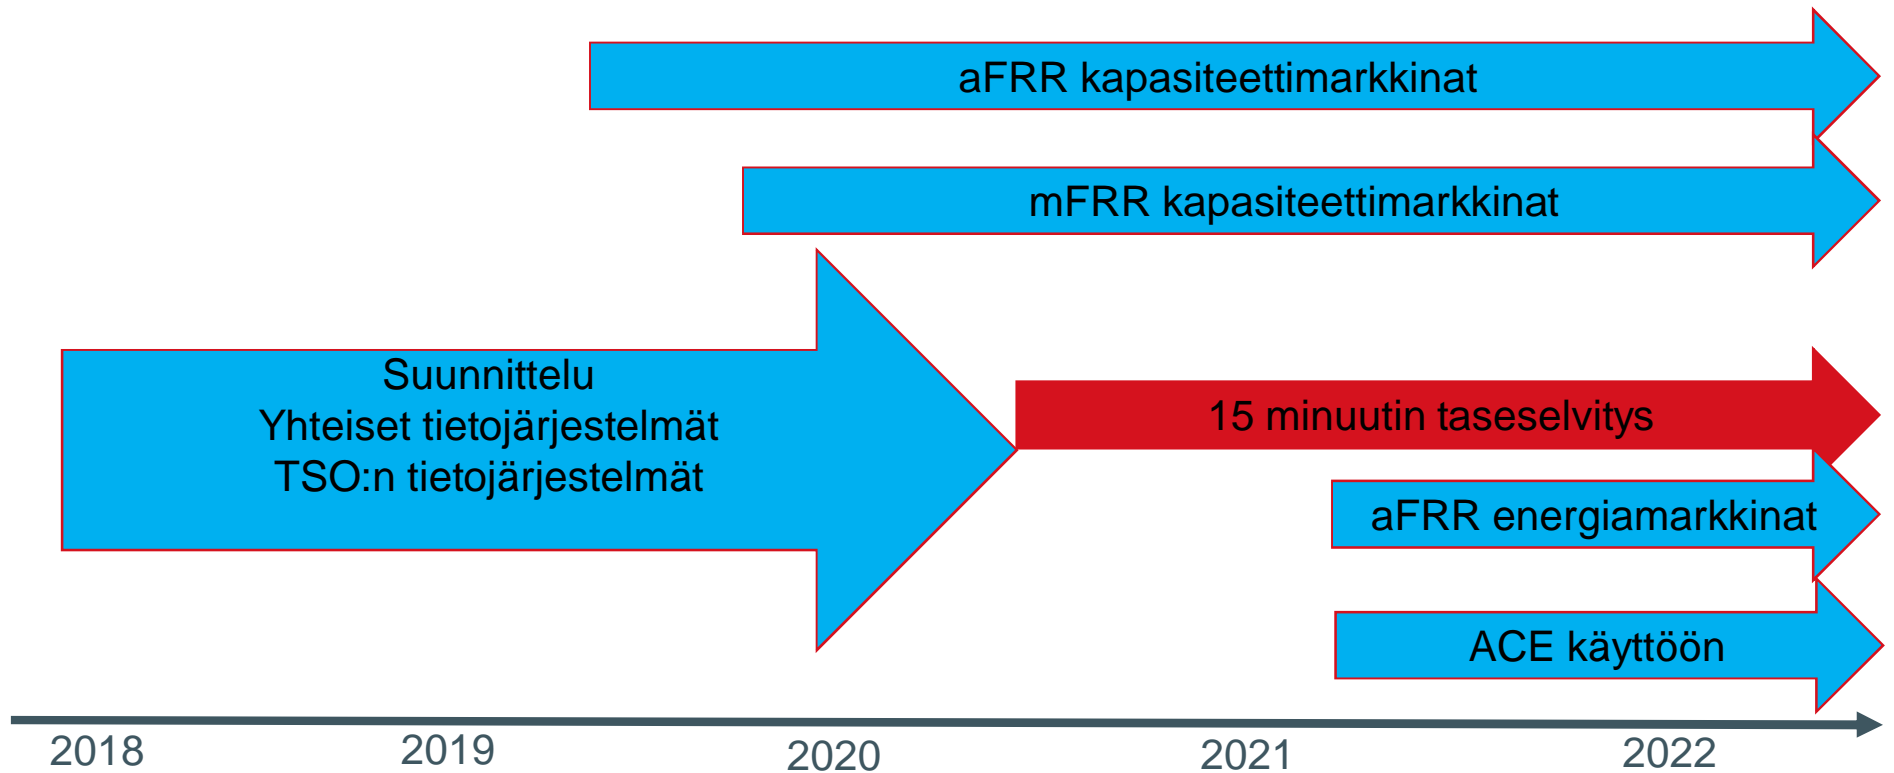 aFRR kapasiteettimarkkinat
mFRR kapasiteettimarkkinat
Suunnittelu
Yhteiset tietojärjestelmät
TSO:n tietojärjestelmät
15 minuutin taseselvitys
aFRR energiamarkkinat
ACE käyttöön
2018 2019 2020 2021 2022